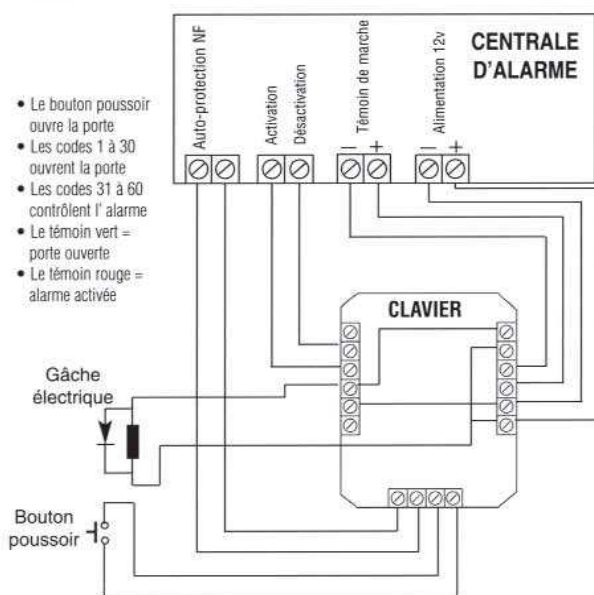 CENTRALE
D'ALARME
Auto-protection NF
Activation
Désactivation
Témoin de marche
– +
Alimentation 12v
– +
• Le bouton poussoir
ouvre la porte
• Les codes 1 à 30
ouvrent la porte
• Les codes 31 à 60
contrôlent l' alarme
• Le témoin vert =
porte ouverte
• Le témoin rouge =
alarme activée
CLAVIER
Gâche
électrique
Bouton
poussoir